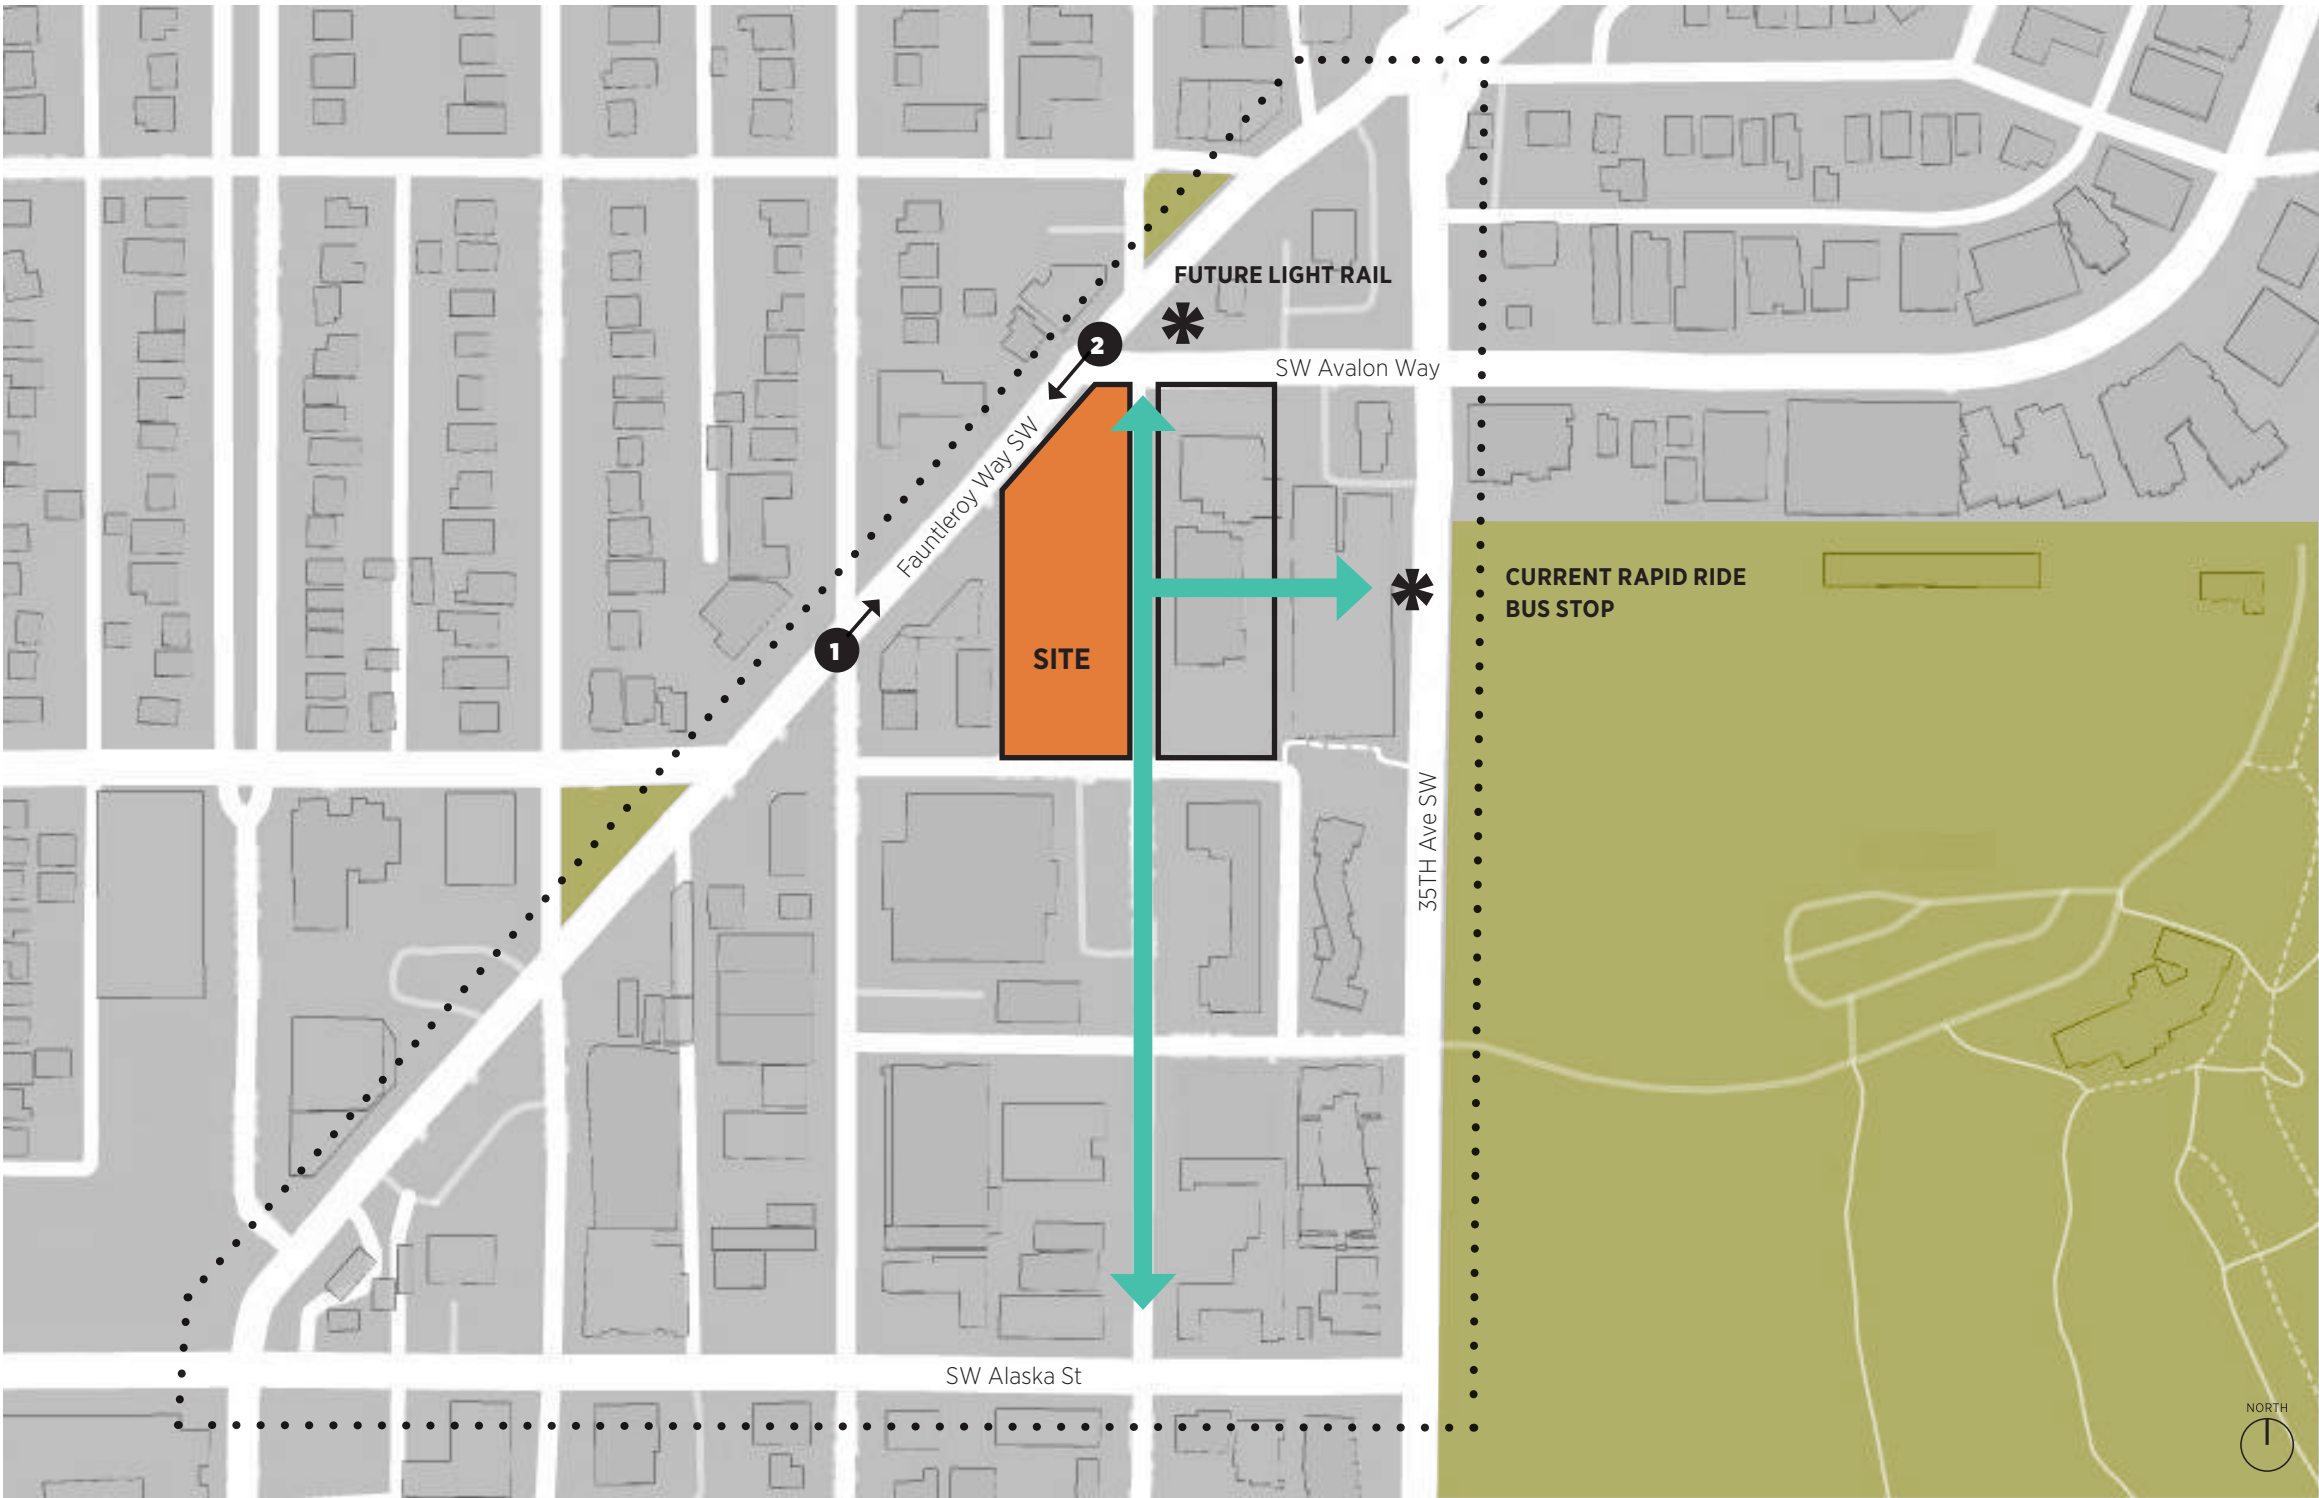 FUTURE LIGHT RAIL
2
SW Avalon Way
Fauntleroy Way SW
CURRENT RAPID RIDE
BUS STOP
1
SITE
35TH Ave SW
SW Alaska St
NORTH